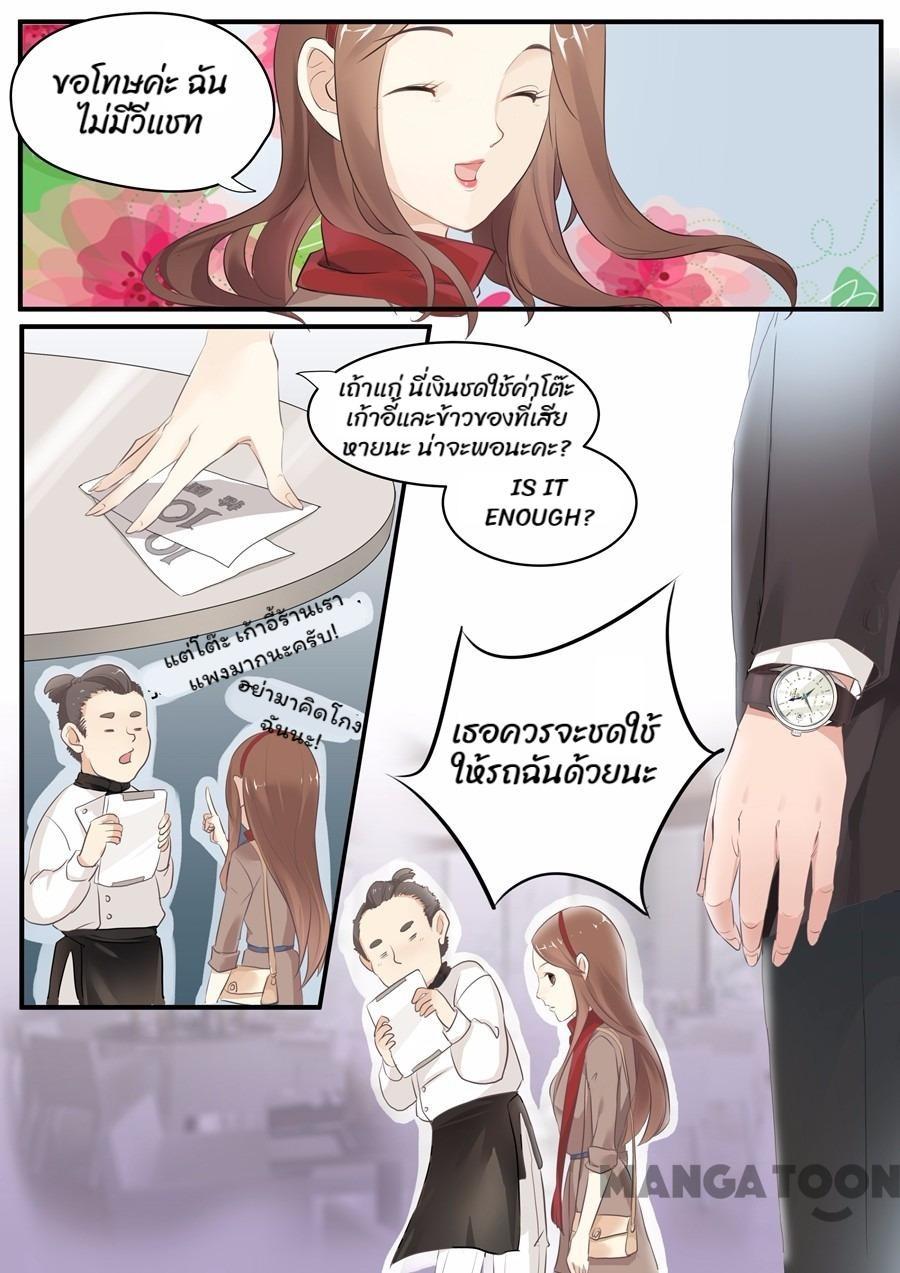 ขอโทษค่ะ ฉัน
ไม่มีวีแชท
เถ้าแก่ นี่เงินชดใช้ค่าโต๊ะ
เก้าอี้และข้าวของที่เสีย
หายนะ น่าจะพอนะคะ?
IS IT
ENOUGH?
แต่โต๊ะ เก้าอี้ร้านเรา
แพงมากนะครับ!
อย่ามาคิดโกง
ฉันนะ!
เธอควรจะชดใช้
ให้รถฉันด้วยนะ
MANGATOON